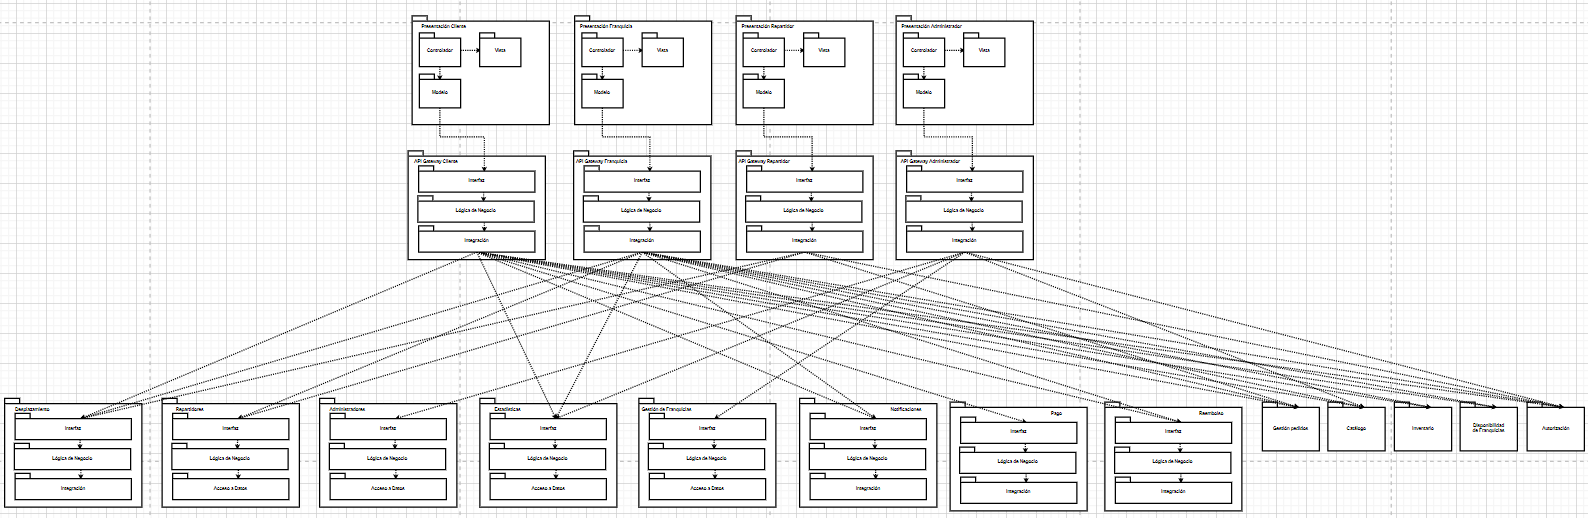 Presentación Cliente
Controlador
Vista
Modelo
Presentación Franquicia
Controlador
Vista
Modelo
Presentación Repartidor
Controlador
Vista
Modelo
Presentación Administrador
Controlador
Vista
Modelo
API Gateway Cliente
Interfaz
Lógica de Negocio
Integración
API Gateway Franquicia
Interfaz
Lógica de Negocio
Integración
API Gateway Repartidor
Interfaz
Lógica de Negocio
Integración
API Gateway Administrador
Interfaz
Lógica de Negocio
Integración
Desplazamiento
Interfaz
Lógica de Negocio
Integración
Repartidores
Interfaz
Lógica de Negocio
Acceso a Datos
Administradores
Interfaz
Lógica de Negocio
Acceso a Datos
Estadísticas
Interfaz
Lógica de Negocio
Acceso a Datos
Gestión de Franquicias
Interfaz
Lógica de Negocio
Acceso a Datos
Notificaciones
Interfaz
Lógica de Negocio
Integración
Pago
Interfaz
Lógica de Negocio
Integración
Reembolso
Interfaz
Lógica de Negocio
Integración
Gestión pedidos
Catálogo
Inventario
Disponibilidad
de Franquicias
Autorización